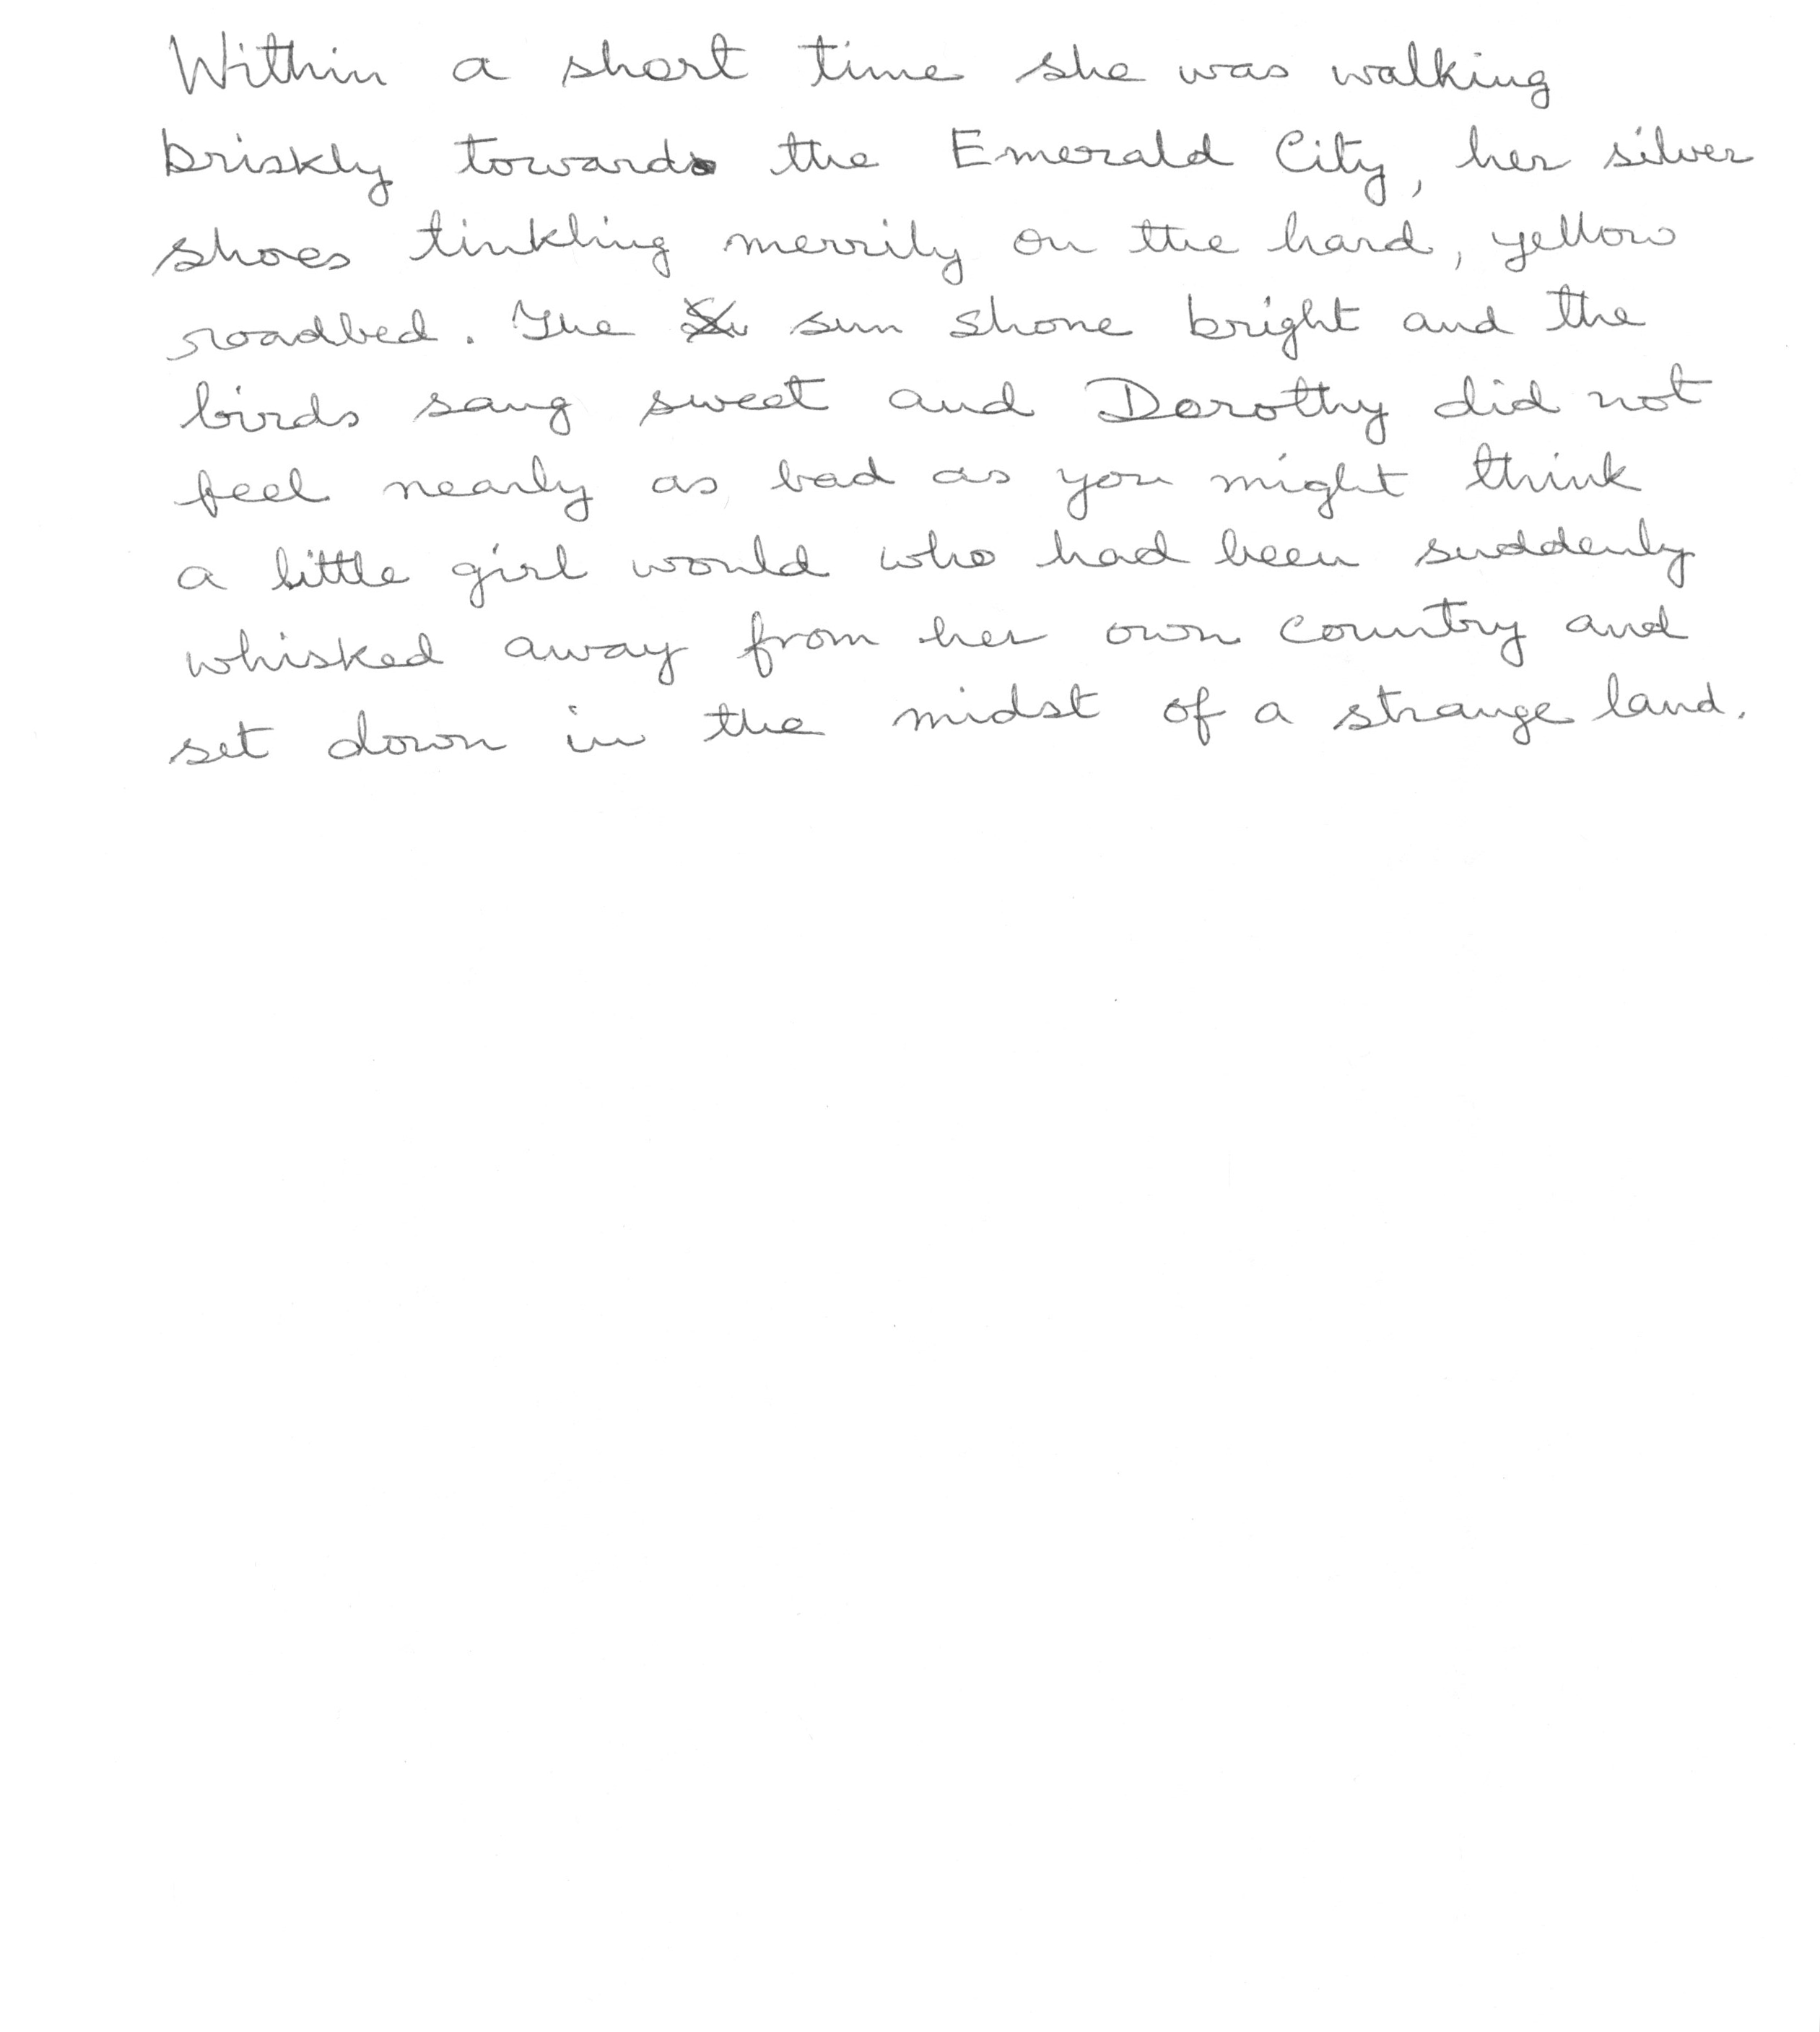 Within a short time she was walking
briskly towards the Emerald City, her silver
shoes tinkling merrily on the hard, yellow
roadbed. The sun shone bright and the
birds sang sweet and Dorothy did not
feel nearly as bad as you might think
a little girl would who had been suddenly
whisked away from her own country and
set down in the midst of a strange land.